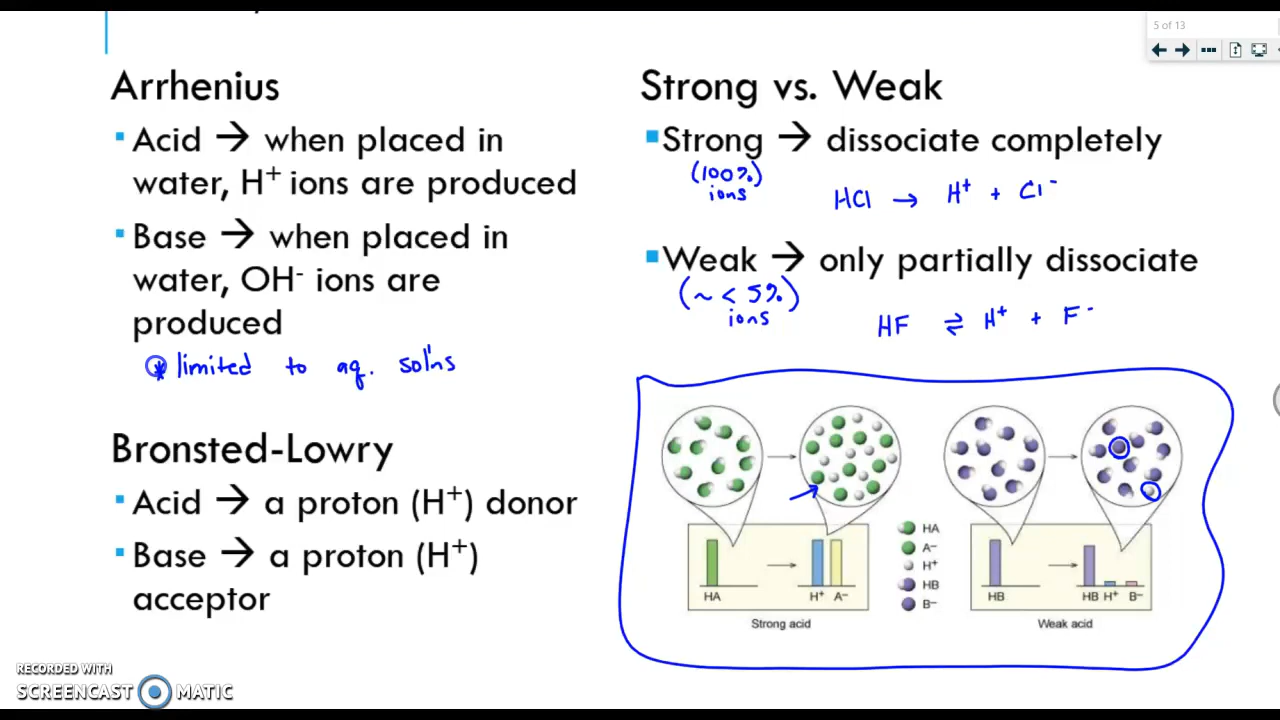 5 of 13
Arrhenius
Acid → when placed in
water, H⁺ ions are produced
Base → when placed in
water, OH⁻ ions are
produced
* limited to aq. sol'ns
Bronsted-Lowry
Acid → a proton (H⁺) donor
Base → a proton (H⁺)
acceptor
Strong vs. Weak
Strong → dissociate completely
(100%)
ions
HCl → H⁺ + Cl⁻
Weak → only partially dissociate
(~ < 5%)
ions
HF ⇌ H⁺ + F⁻
HA
H⁺ A⁻
Strong acid
HA
A⁻
H⁺
HB
B⁻
HB
HB H⁺ B⁻
Weak acid
RECORDED WITH
SCREENCAST MATIC